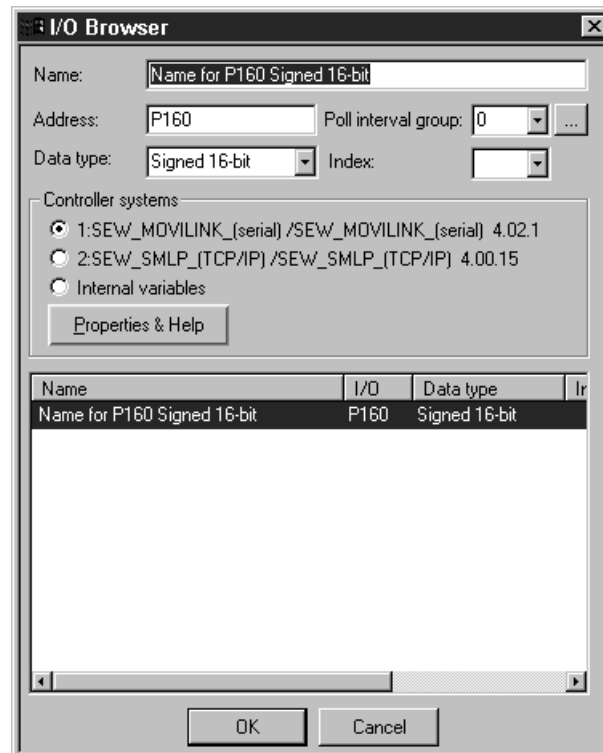 I/O Browser
Name: Name for P160 Signed 16-bit
Address: P160 Poll interval group: 0 ...
Data type: Signed 16-bit Index:
Controller systems
1:SEW_MOVILINK_(serial) /SEW_MOVILINK_(serial) 4.02.1
2:SEW_SMLP_(TCP/IP) /SEW_SMLP_(TCP/IP) 4.00.15
Internal variables
Properties & Help
Name I/O Data type Ir
Name for P160 Signed 16-bit P160 Signed 16-bit
OK Cancel